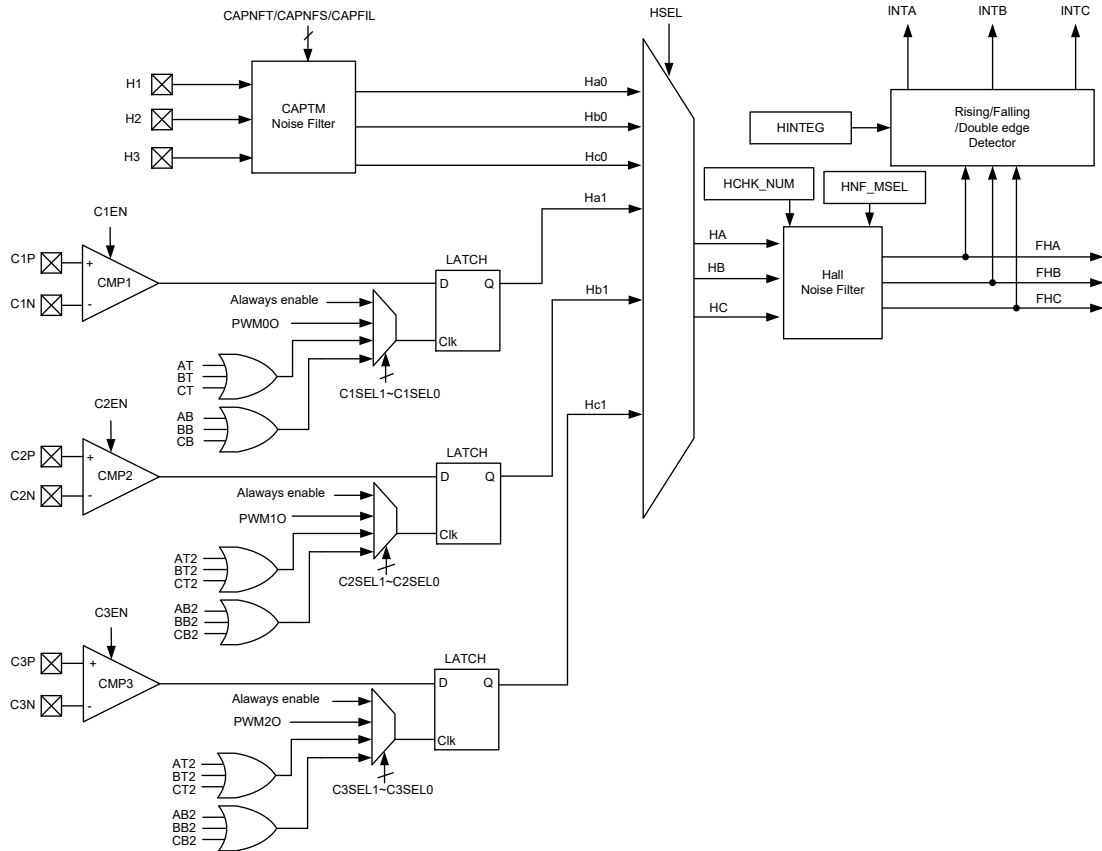 CAPNFT/CAPNFS/CAPFIL
HSEL
INTA
INTB
INTC
H1
H2
H3
CAPTM
Noise Filter
Ha0
Hb0
Hc0
Ha1
Hb1
Hc1
HINTEG
Rising/Falling
/Double edge
Detector
HCHK_NUM
HNF_MSEL
HA
HB
HC
Hall
Noise Filter
FHA
FHB
FHC
C1EN
C1P
C1N
+
-
CMP1
LATCH
D
Q
Clk
Alaways enable
PWM0O
AT
BT
CT
AB
BB
CB
C1SEL1~C1SEL0
C2EN
C2P
C2N
+
-
CMP2
LATCH
D
Q
Clk
Alaways enable
PWM1O
AT2
BT2
CT2
AB2
BB2
CB2
C2SEL1~C2SEL0
C3EN
C3P
C3N
+
-
CMP3
LATCH
D
Q
Clk
Alaways enable
PWM2O
AT2
BT2
CT2
AB2
BB2
CB2
C3SEL1~C3SEL0